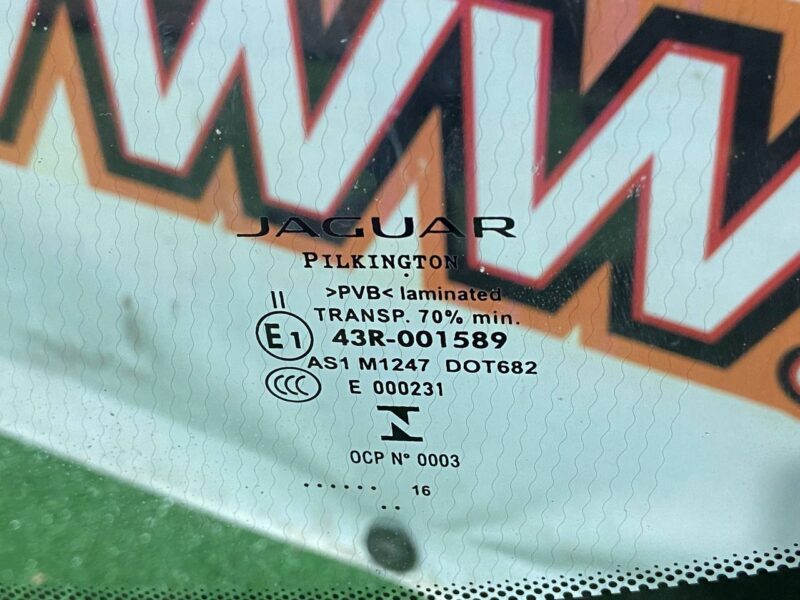 WW
JAGUAR
PILKINGTON
>PVB< laminated
II
TRANSP. 70% min.
E1 43R-001589
AS1 M1247 DOT682
CCC E 000231
OCP N° 0003
...... 16
..